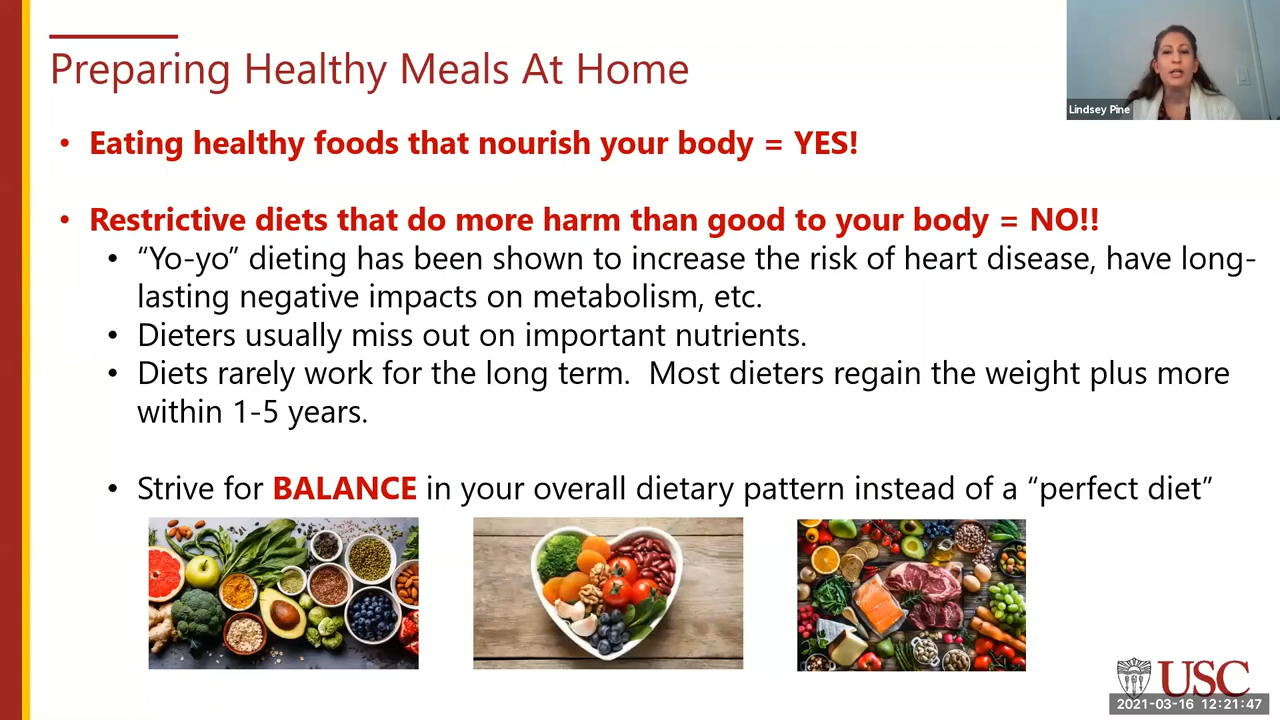 Preparing Healthy Meals At Home
Lindsey Pine
• Eating healthy foods that nourish your body = YES!
• Restrictive diets that do more harm than good to your body = NO!!
• “Yo-yo” dieting has been shown to increase the risk of heart disease, have long-
lasting negative impacts on metabolism, etc.
• Dieters usually miss out on important nutrients.
• Diets rarely work for the long term.  Most dieters regain the weight plus more
within 1-5 years.
• Strive for BALANCE in your overall dietary pattern instead of a “perfect diet”
USC
2021-03-16 12:21:47